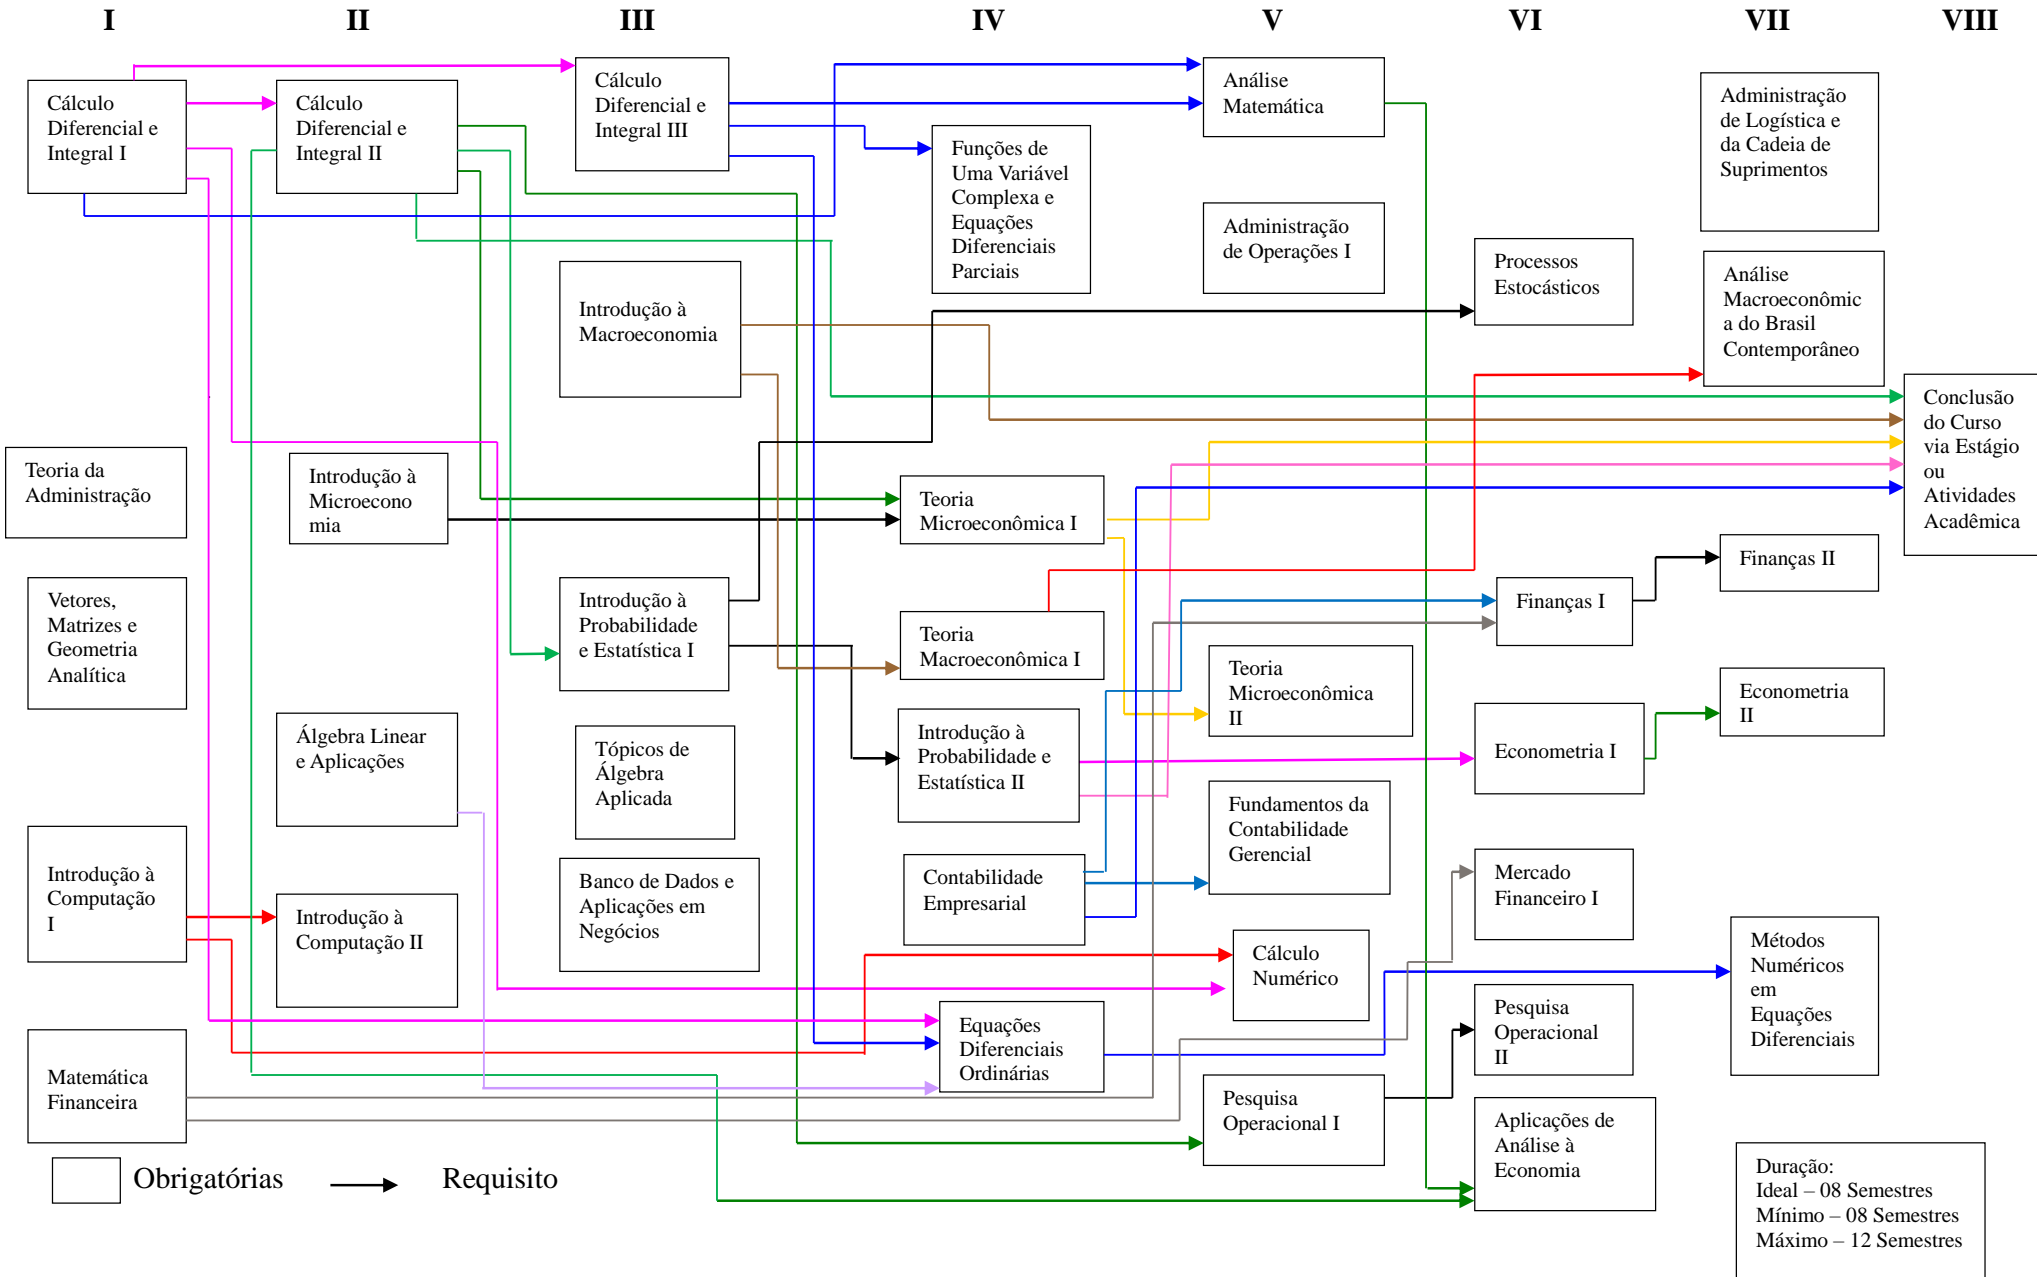 I II III IV V VI VII VIII
Cálculo
Diferencial e
Integral I
Teoria da
Administração
Vetores,
Matrizes e
Geometria
Analítica
Introdução à
Computação
I
Matemática
Financeira
Cálculo
Diferencial e
Integral II
Introdução à
Microecono
mia
Álgebra Linear
e Aplicações
Introdução à
Computação II
Cálculo
Diferencial e
Integral III
Introdução à
Macroeconomia
Introdução à
Probabilidade
e Estatística I
Tópicos de
Álgebra
Aplicada
Banco de Dados e
Aplicações em
Negócios
Funções de
Uma Variável
Complexa e
Equações
Diferenciais
Parciais
Teoria
Microeconômica I
Teoria
Macroeconômica I
Introdução à
Probabilidade e
Estatística II
Contabilidade
Empresarial
Equações
Diferenciais
Ordinárias
Análise
Matemática
Administração
de Operações I
Teoria
Microeconômica
II
Fundamentos da
Contabilidade
Gerencial
Cálculo
Numérico
Pesquisa
Operacional I
Processos
Estocásticos
Finanças I
Econometria I
Mercado
Financeiro I
Pesquisa
Operacional
II
Aplicações de
Análise à
Economia
Administração
de Logística e
da Cadeia de
Suprimentos
Análise
Macroeconômic
a do Brasil
Contemporâneo
Finanças II
Econometria
II
Métodos
Numéricos
em
Equações
Diferenciais
Conclusão
do Curso
via Estágio
ou
Atividades
Acadêmica
Obrigatórias
Requisito
Duração:
Ideal – 08 Semestres
Mínimo – 08 Semestres
Máximo – 12 Semestres